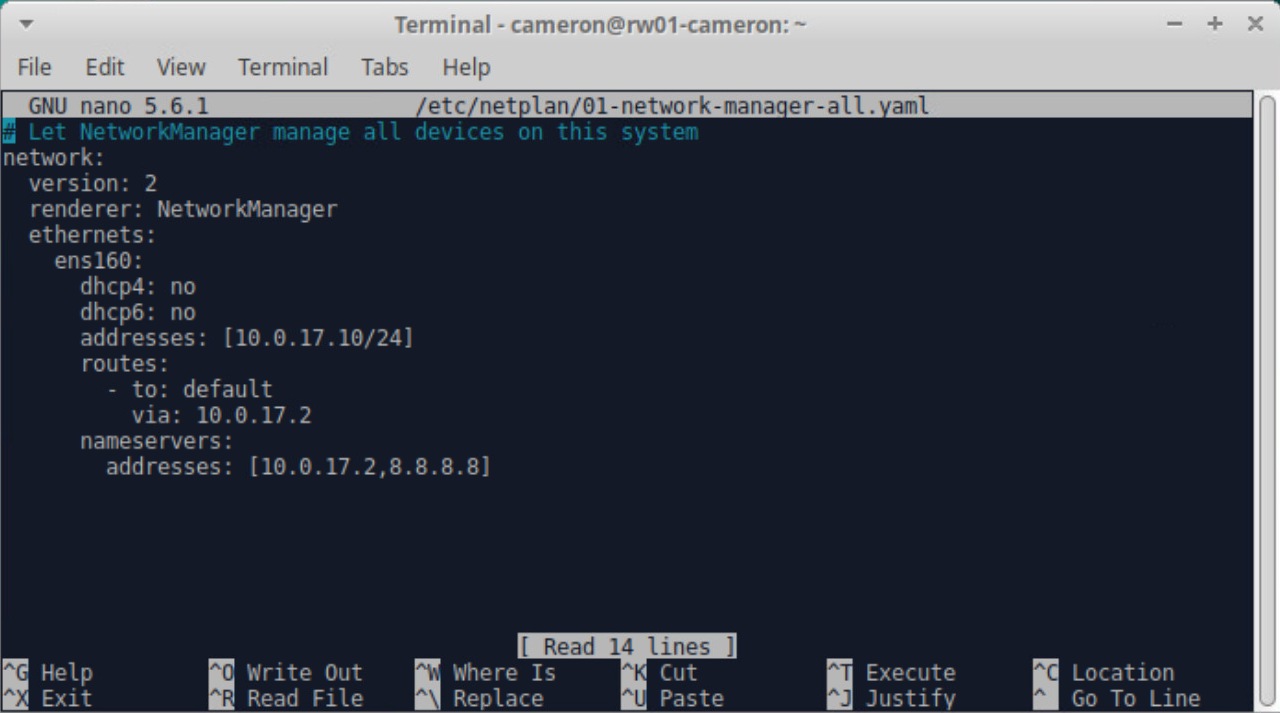 Terminal - cameron@rw01-cameron: ~
File Edit View Terminal Tabs Help
GNU nano 5.6.1 /etc/netplan/01-network-manager-all.yaml
# Let NetworkManager manage all devices on this system
network:
  version: 2
  renderer: NetworkManager
  ethernets:
    ens160:
      dhcp4: no
      dhcp6: no
      addresses: [10.0.17.10/24]
      routes:
        - to: default
          via: 10.0.17.2
      nameservers:
        addresses: [10.0.17.2,8.8.8.8]
[ Read 14 lines ]
^G Help ^O Write Out ^W Where Is ^K Cut ^T Execute ^C Location
^X Exit ^R Read File ^\ Replace ^U Paste ^J Justify ^  Go To Line